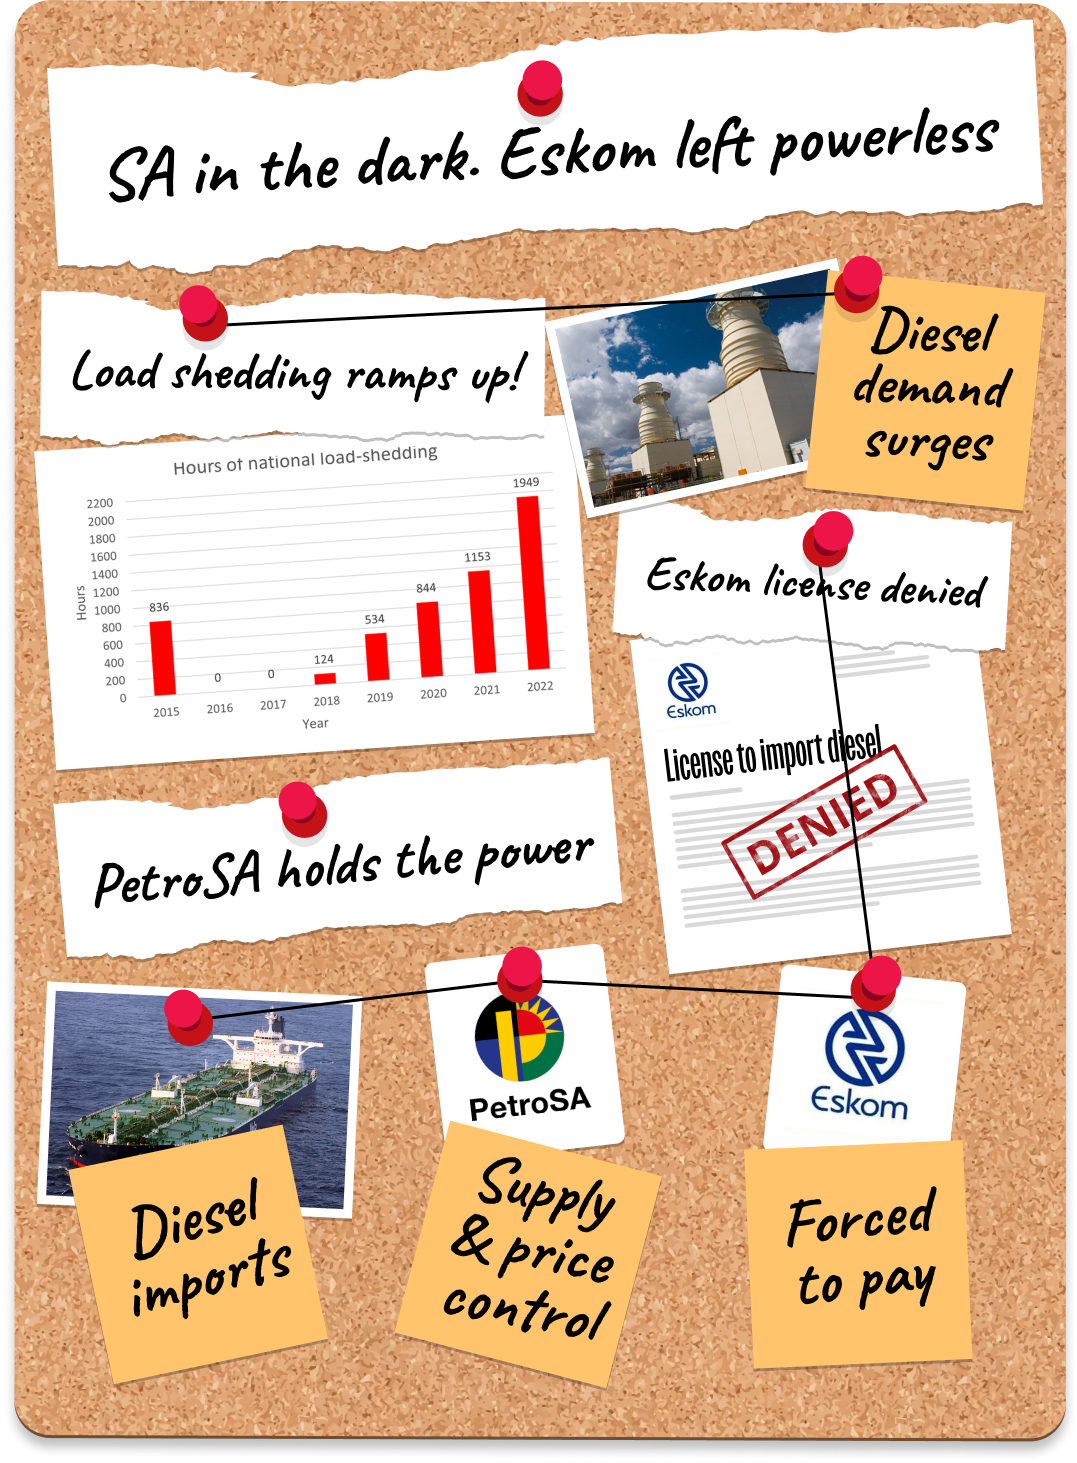 SA in the dark. Eskom left powerless
Load shedding ramps up!
Diesel
demand
surges
Hours of national load-shedding
2200
2000
1800
1600
1400
1200
1000
800
600
400
200
0
Hours
836
0
0
124
534
844
1153
1949
2015
2016
2017
2018
2019
2020
2021
2022
Year
Eskom license denied
Eskom
License to import diesel
DENIED
PetroSA holds the power
PetroSA
Eskom
Diesel
imports
Supply
& price
control
Forced
to pay